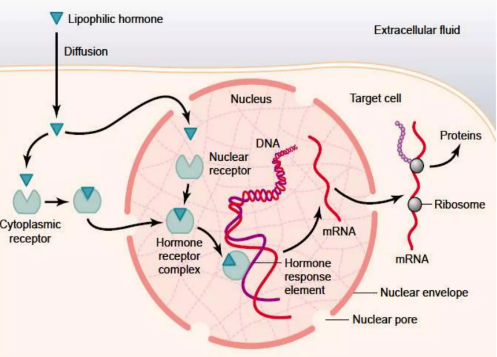 Lipophilic hormone
Extracellular fluid
Diffusion
Nucleus
Target cell
DNA
Proteins
Nuclear
receptor
Ribosome
Cytoplasmic
receptor
mRNA
Hormone
receptor
complex
Hormone
response
element
mRNA
Nuclear envelope
Nuclear pore